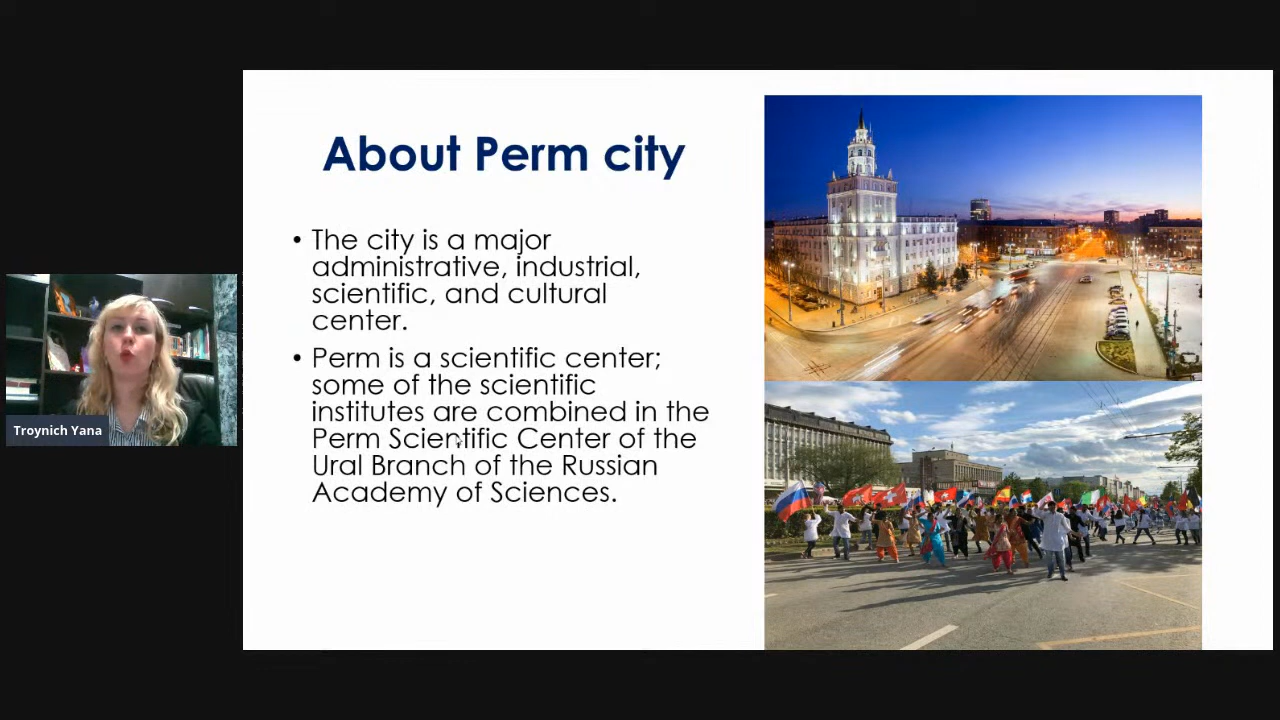 About Perm city
• The city is a major
administrative, industrial,
scientific, and cultural
center.
• Perm is a scientific center;
some of the scientific
institutes are combined in the
Perm Scientific Center of the
Ural Branch of the Russian
Academy of Sciences.
Troynich Yana